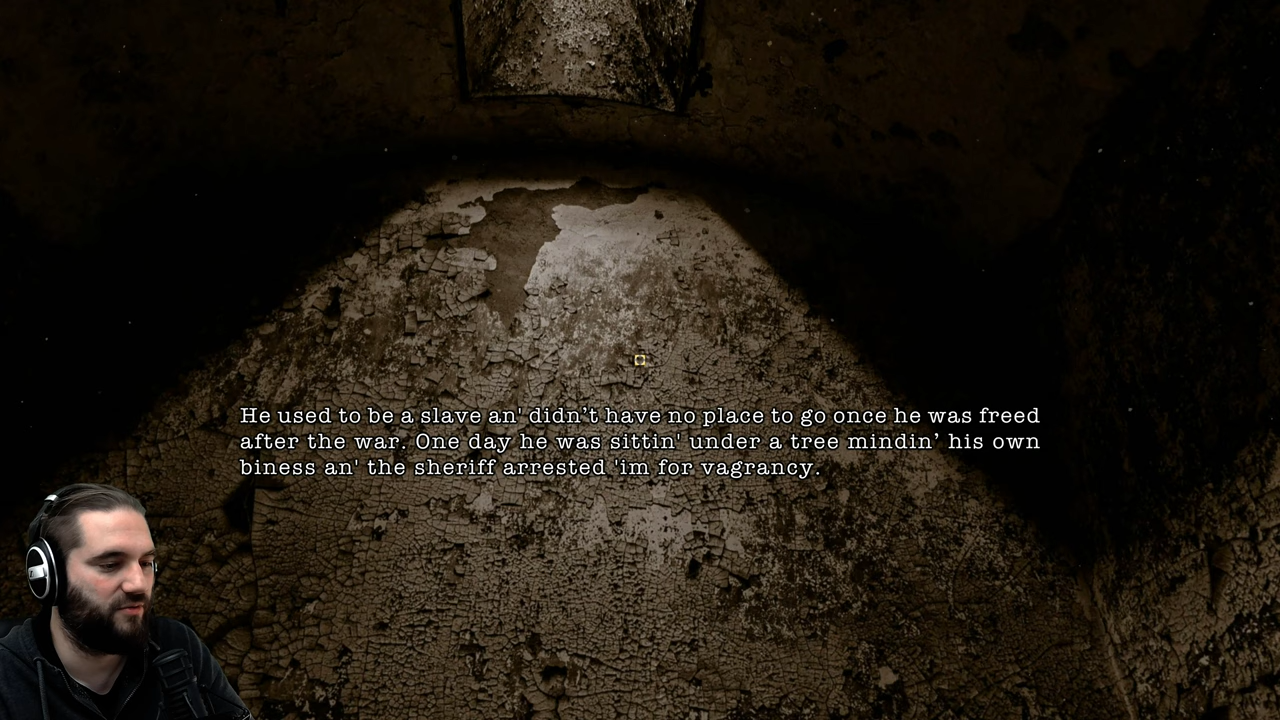 He used to be a slave an' didn’t have no place to go once he was freed
after the war. One day he was sittin' under a tree mindin’ his own
biness an' the sheriff arrested 'im for vagrancy.